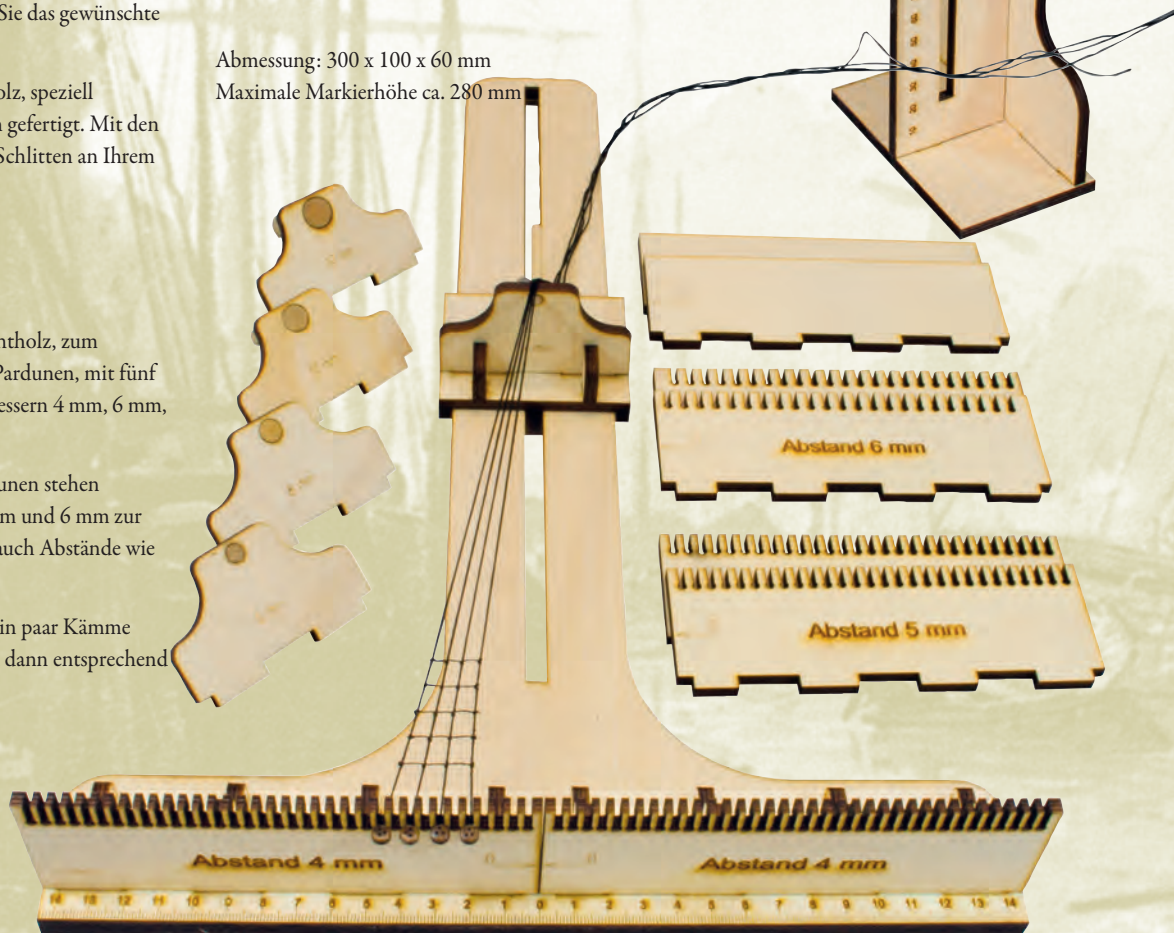 Sie das gewünschte
Abmessung: 300 x 100 x 60 mm
Maximale Markierhöhe ca. 280 mm
olz, speziell
n gefertigt. Mit den
Schlitten an Ihrem
ntholz, zum
Pardunen, mit fünf
essern 4 mm, 6 mm,
unen stehen
m und 6 mm zur
auch Abstände wie
in paar Kämme
dann entsprechend
Abstand 6 mm
Abstand 5 mm
Abstand 4 mm
Abstand 4 mm
12 11 10 9 8 7 6 5 4 3 2 1 0 1 2 3 4 5 6 7 8 9 10 11 12 13 14